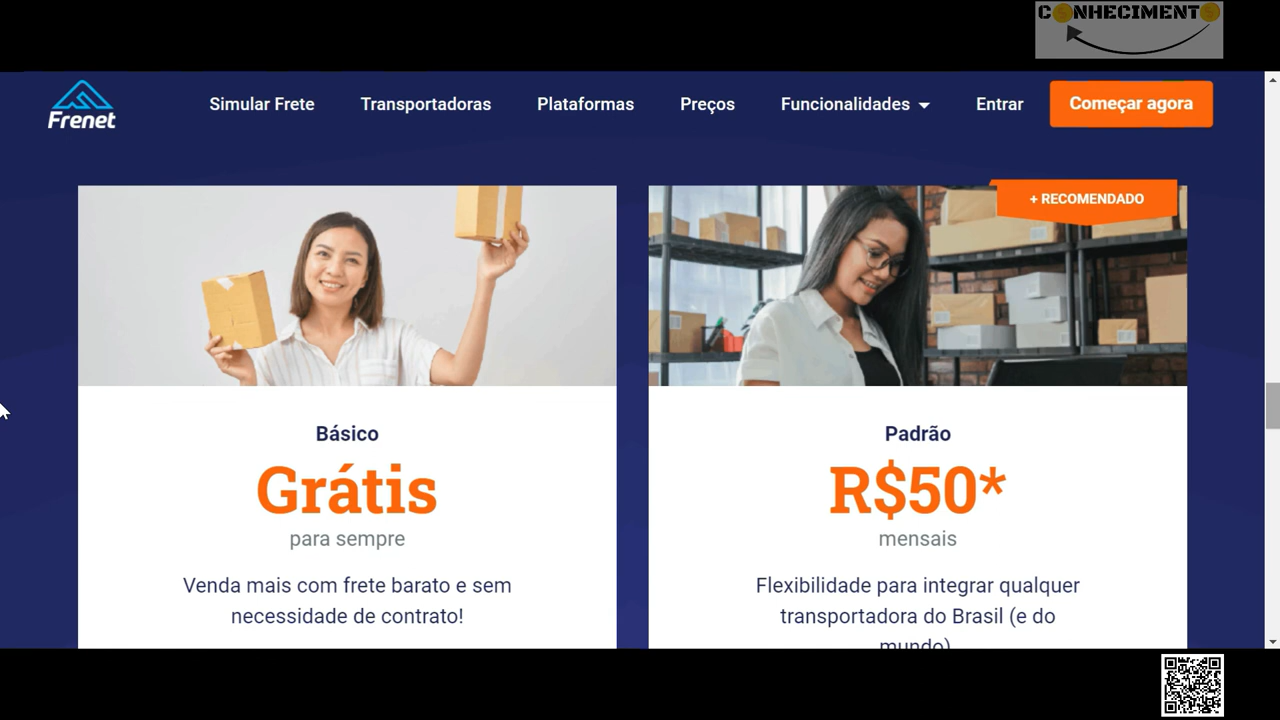 CONHECIMENTO
Frenet
Simular Frete
Transportadoras
Plataformas
Preços
Funcionalidades
Entrar
Começar agora
+ RECOMENDADO
Básico
Grátis
para sempre
Venda mais com frete barato e sem
necessidade de contrato!
Padrão
R$50*
mensais
Flexibilidade para integrar qualquer
transportadora do Brasil (e do
mundo)